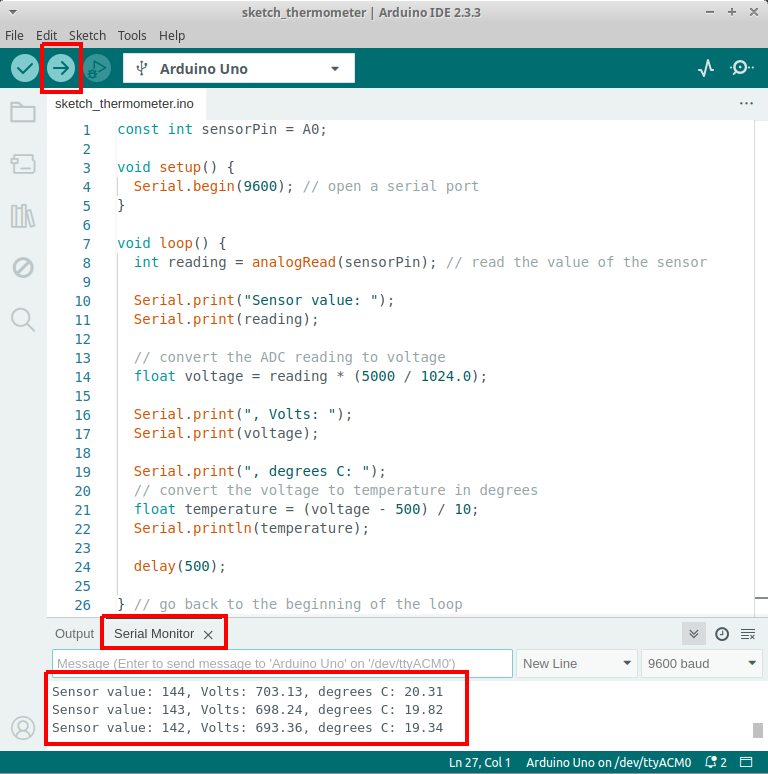 sketch_thermometer | Arduino IDE 2.3.3
File Edit Sketch Tools Help
Arduino Uno
sketch_thermometer.ino
1 const int sensorPin = A0;
2
3 void setup() {
4 Serial.begin(9600); // open a serial port
5 }
6
7 void loop() {
8 int reading = analogRead(sensorPin); // read the value of the sensor
9
10 Serial.print("Sensor value: ");
11 Serial.print(reading);
12
13 // convert the ADC reading to voltage
14 float voltage = reading * (5000 / 1024.0);
15
16 Serial.print(", Volts: ");
17 Serial.print(voltage);
18
19 Serial.print(", degrees C: ");
20 // convert the voltage to temperature in degrees
21 float temperature = (voltage - 500) / 10;
22 Serial.println(temperature);
23
24 delay(500);
25
26 } // go back to the beginning of the loop
Output Serial Monitor
Message (Enter to send message to 'Arduino Uno' on '/dev/ttyACM0') New Line 9600 baud
Sensor value: 144, Volts: 703.13, degrees C: 20.31
Sensor value: 143, Volts: 698.24, degrees C: 19.82
Sensor value: 142, Volts: 693.36, degrees C: 19.34
Ln 27, Col 1 Arduino Uno on /dev/ttyACM0 2